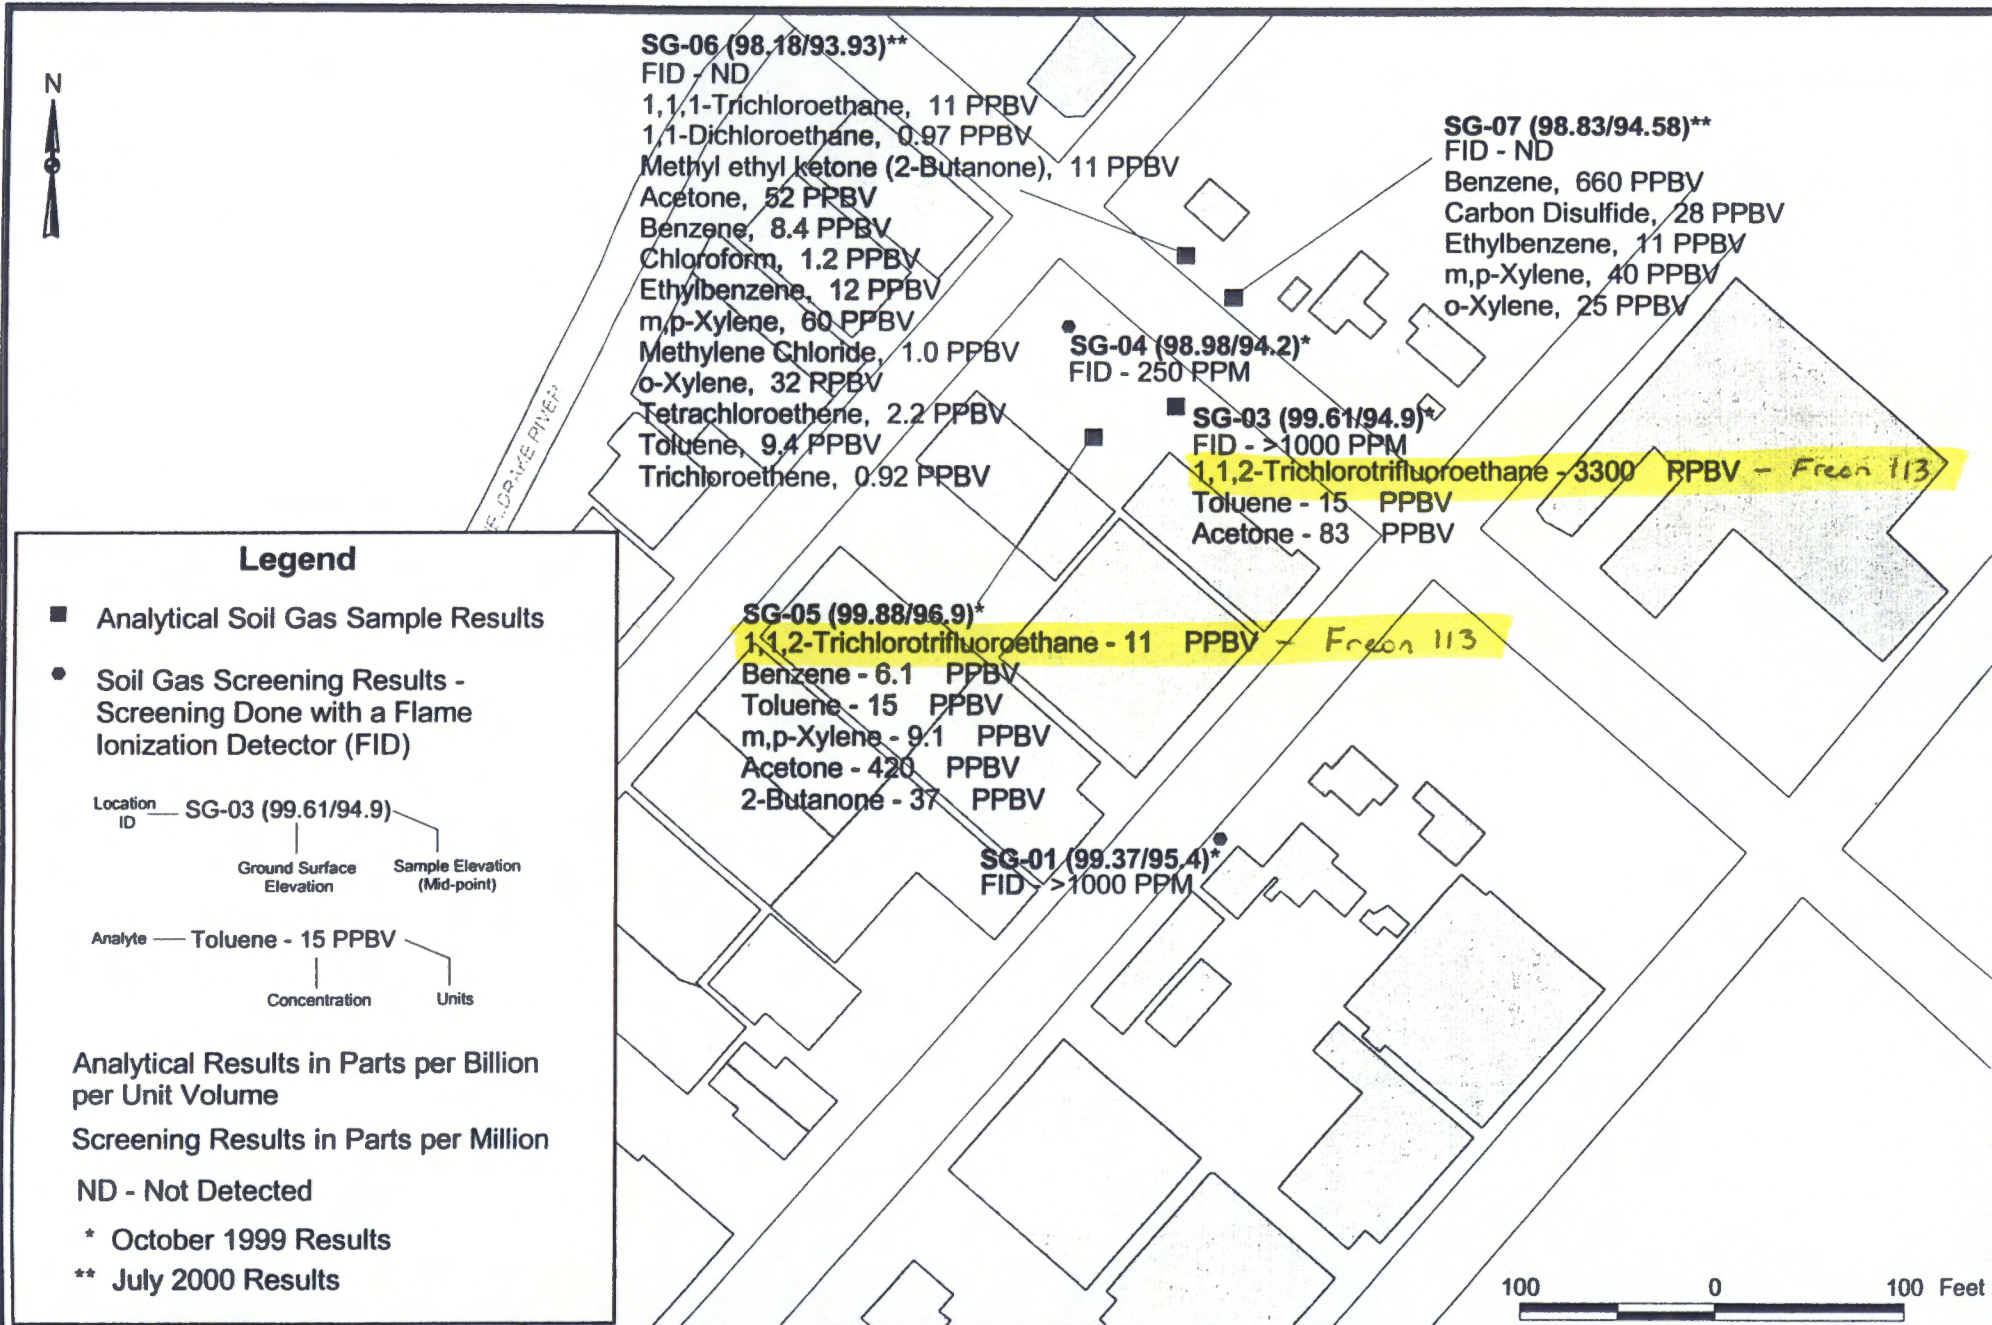 N
SG-06 (98.18/93.93)**
FID - ND
1,1,1-Trichloroethane, 11 PPBV
1,1-Dichloroethane, 0.97 PPBV
Methyl ethyl ketone (2-Butanone), 11 PPBV
Acetone, 52 PPBV
Benzene, 8.4 PPBV
Chloroform, 1.2 PPBV
Ethylbenzene, 12 PPBV
m,p-Xylene, 60 PPBV
Methylene Chloride, 1.0 PPBV
o-Xylene, 32 PPBV
Tetrachloroethene, 2.2 PPBV
Toluene, 9.4 PPBV
Trichloroethene, 0.92 PPBV
SG-07 (98.83/94.58)**
FID - ND
Benzene, 660 PPBV
Carbon Disulfide, 28 PPBV
Ethylbenzene, 11 PPBV
m,p-Xylene, 40 PPBV
o-Xylene, 25 PPBV
SG-04 (98.98/94.2)*
FID - 250 PPM
SG-03 (99.61/94.9)*
FID - >1000 PPM
1,1,2-Trichlorotrifluoroethane - 3300 PPBV - Freon 113
Toluene - 15 PPBV
Acetone - 83 PPBV
SG-05 (99.88/96.9)*
1,1,2-Trichlorotrifluoroethane - 11 PPBV - Freon 113
Benzene - 6.1 PPBV
Toluene - 15 PPBV
m,p-Xylene - 9.1 PPBV
Acetone - 420 PPBV
2-Butanone - 37 PPBV
SG-01 (99.37/95.4)*
FID - >1000 PPM
Legend
Analytical Soil Gas Sample Results
Soil Gas Screening Results -
Screening Done with a Flame
Ionization Detector (FID)
Location
ID
SG-03 (99.61/94.9)
Ground Surface
Elevation
Sample Elevation
(Mid-point)
Analyte
Toluene - 15 PPBV
Concentration
Units
Analytical Results in Parts per Billion
per Unit Volume
Screening Results in Parts per Million
ND - Not Detected
* October 1999 Results
** July 2000 Results
100 0 100 Feet